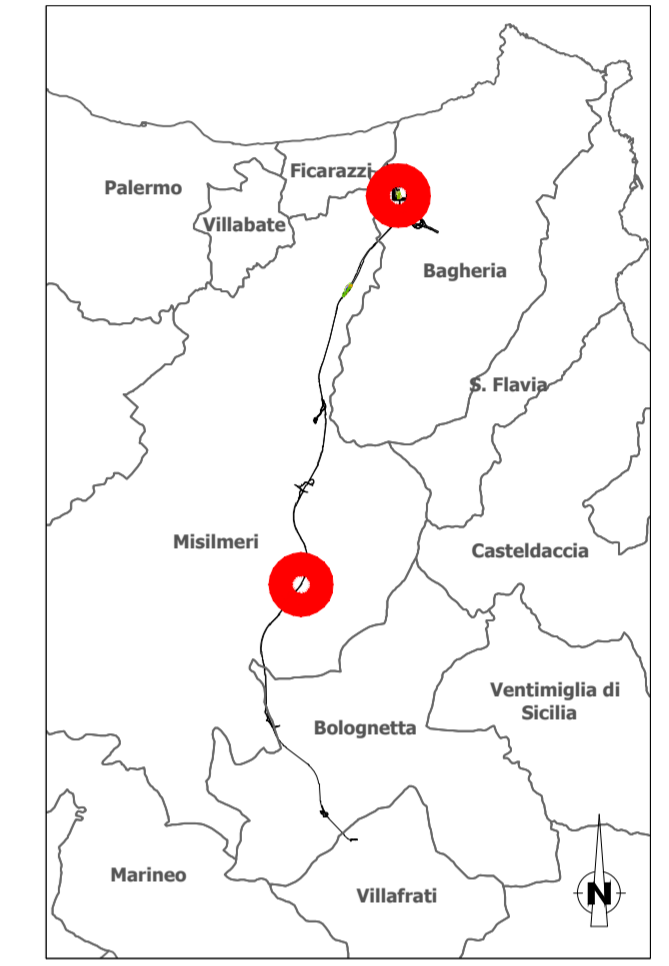 Ficarazzi
Palermo
Villabate
Bagheria
S. Flavia
Misilmeri
Casteldaccia
Ventimiglia di
Sicilia
Bolognetta
Marineo
Villafrati
N